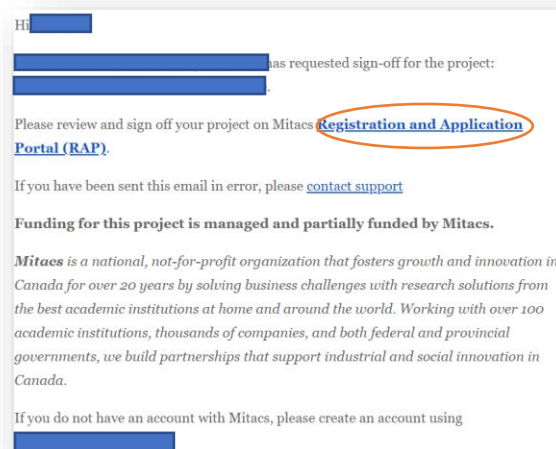 Hi
has requested sign-off for the project:
.
Please review and sign off your project on Mitacs Registration and Application
Portal (RAP).
If you have been sent this email in error, please contact support
Funding for this project is managed and partially funded by Mitacs.
Mitacs is a national, not-for-profit organization that fosters growth and innovation in
Canada for over 20 years by solving business challenges with research solutions from
the best academic institutions at home and around the world. Working with over 100
academic institutions, thousands of companies, and both federal and provincial
governments, we build partnerships that support industrial and social innovation in
Canada.
If you do not have an account with Mitacs, please create an account using